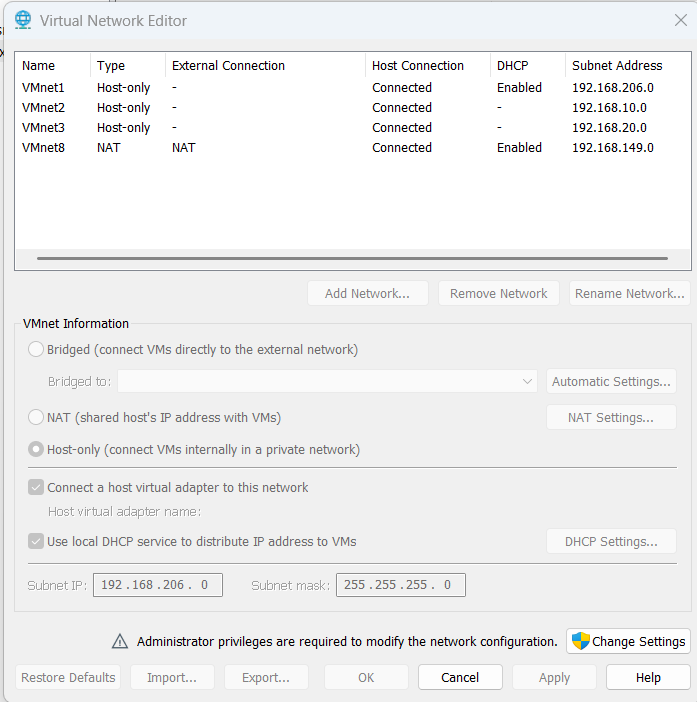 Virtual Network Editor
Name Type External Connection Host Connection DHCP Subnet Address
VMnet1 Host-only - Connected Enabled 192.168.206.0
VMnet2 Host-only - Connected - 192.168.10.0
VMnet3 Host-only - Connected - 192.168.20.0
VMnet8 NAT NAT Connected Enabled 192.168.149.0
Add Network... Remove Network Rename Network...
VMnet Information
Bridged (connect VMs directly to the external network)
Bridged to: Automatic Settings...
NAT (shared host's IP address with VMs) NAT Settings...
Host-only (connect VMs internally in a private network)
Connect a host virtual adapter to this network
Host virtual adapter name:
Use local DHCP service to distribute IP address to VMs DHCP Settings...
Subnet IP: 192 . 168 . 206 . 0 Subnet mask: 255 . 255 . 255 . 0
Administrator privileges are required to modify the network configuration. Change Settings
Restore Defaults Import... Export... OK Cancel Apply Help